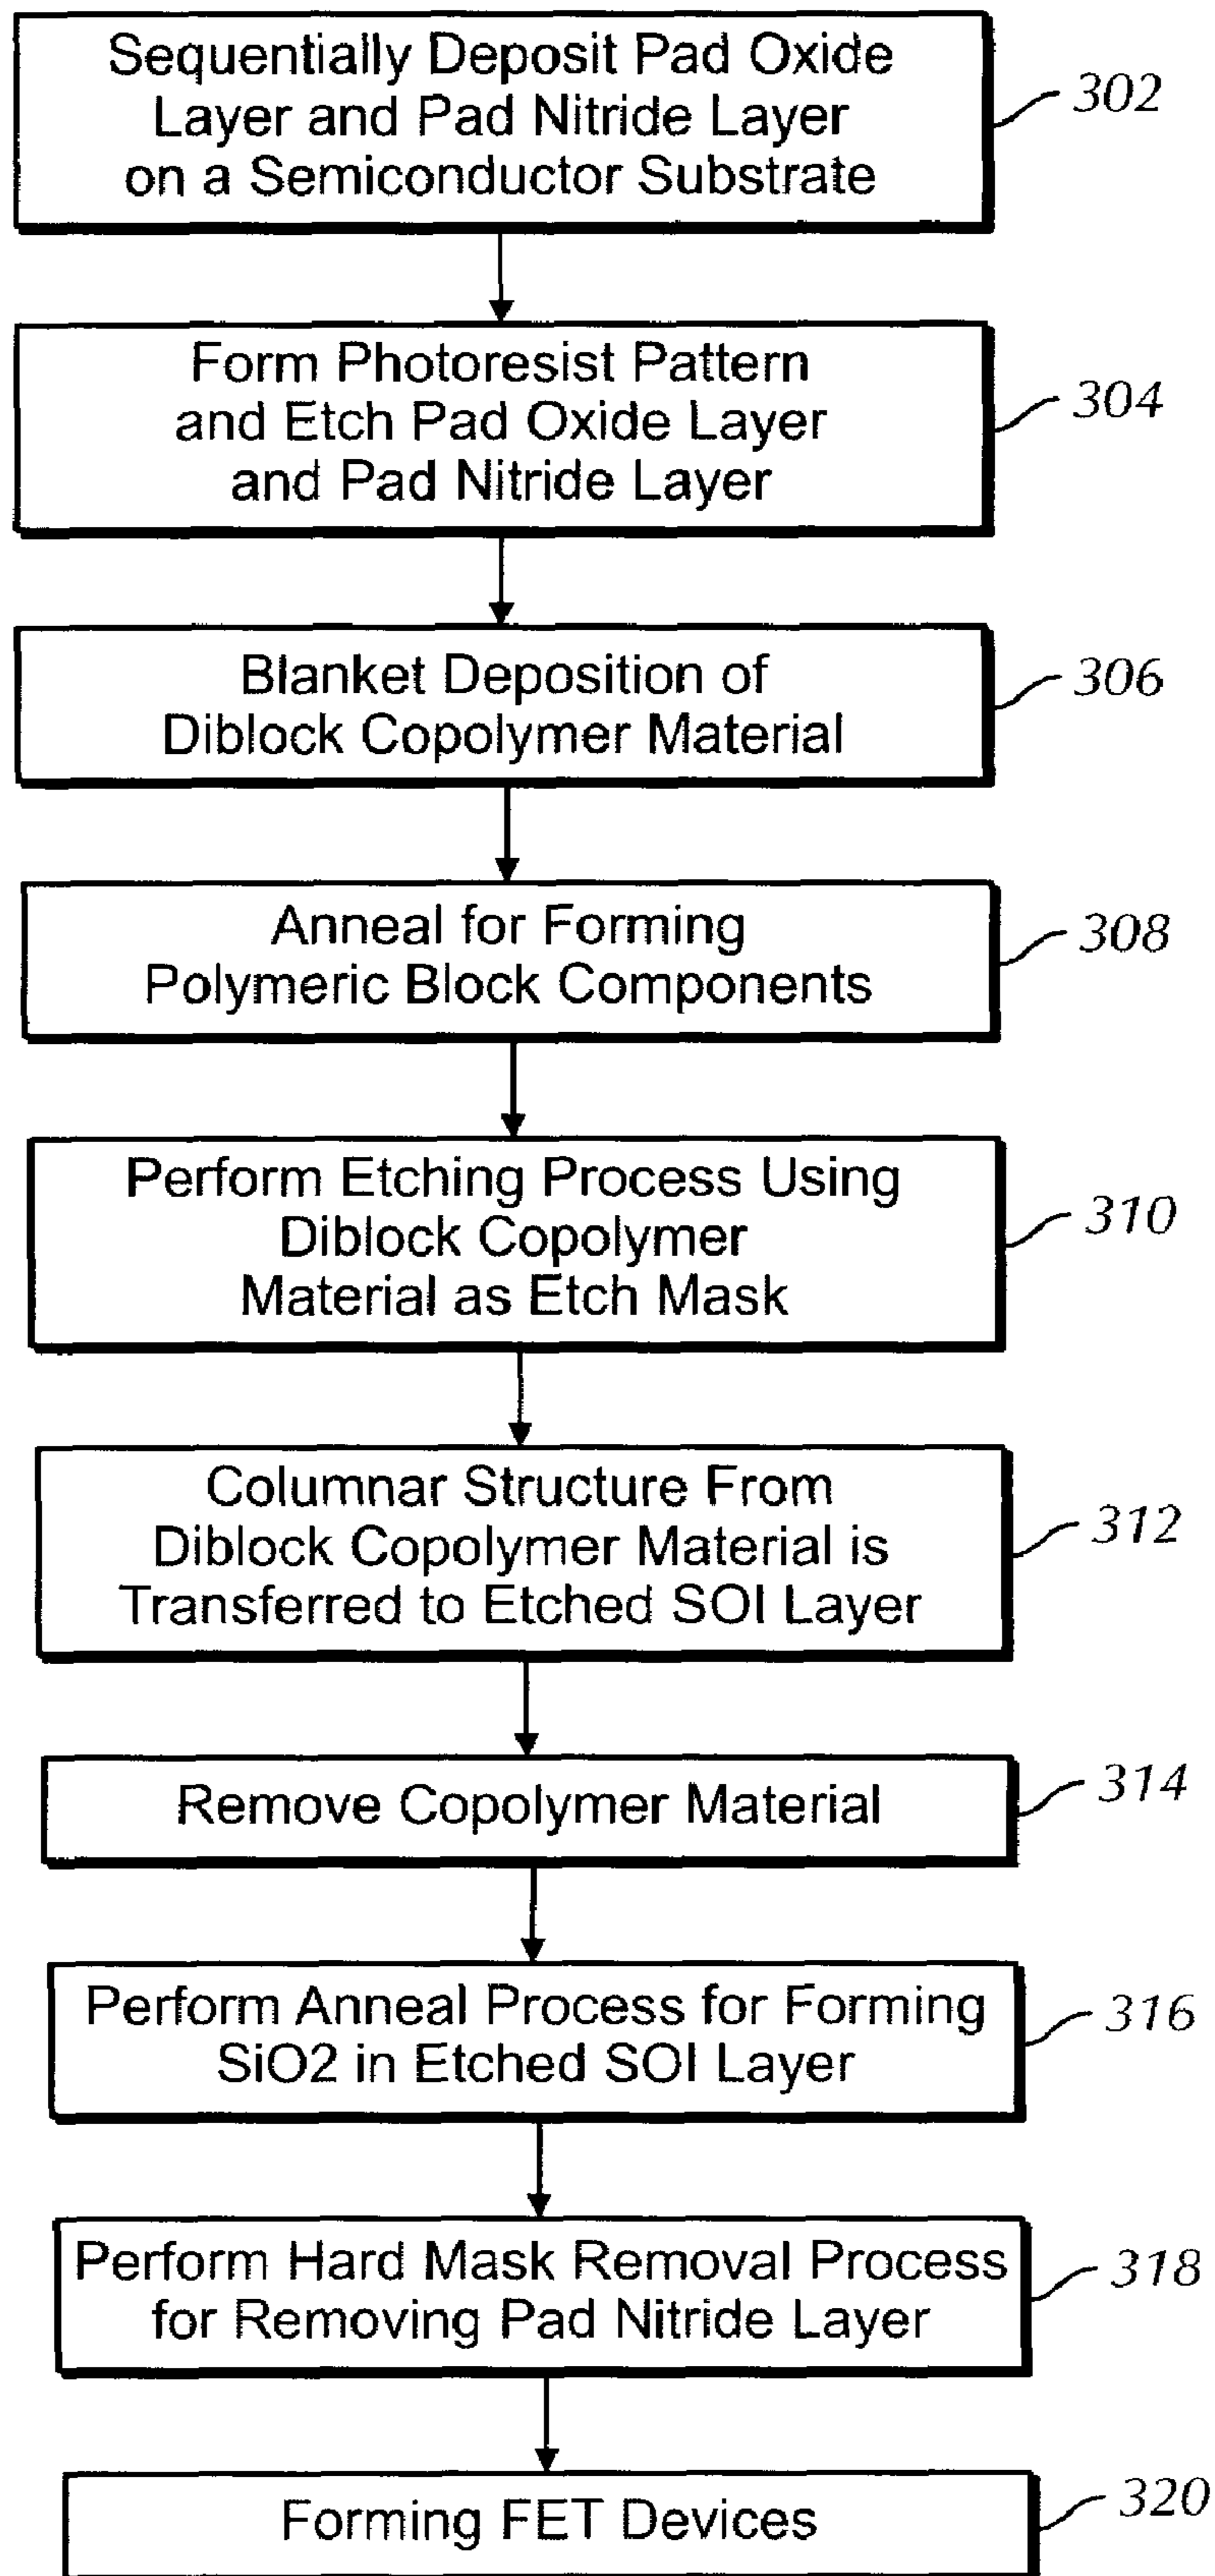 Sequentially Deposit Pad Oxide
Layer and Pad Nitride Layer
on a Semiconductor Substrate
302
Form Photoresist Pattern
and Etch Pad Oxide Layer
and Pad Nitride Layer
304
Blanket Deposition of
Diblock Copolymer Material
306
Anneal for Forming
Polymeric Block Components
308
Perform Etching Process Using
Diblock Copolymer
Material as Etch Mask
310
Columnar Structure From
Diblock Copolymer Material is
Transferred to Etched SOI Layer
312
Remove Copolymer Material
314
Perform Anneal Process for Forming
SiO2 in Etched SOI Layer
316
Perform Hard Mask Removal Process
for Removing Pad Nitride Layer
318
Forming FET Devices
320